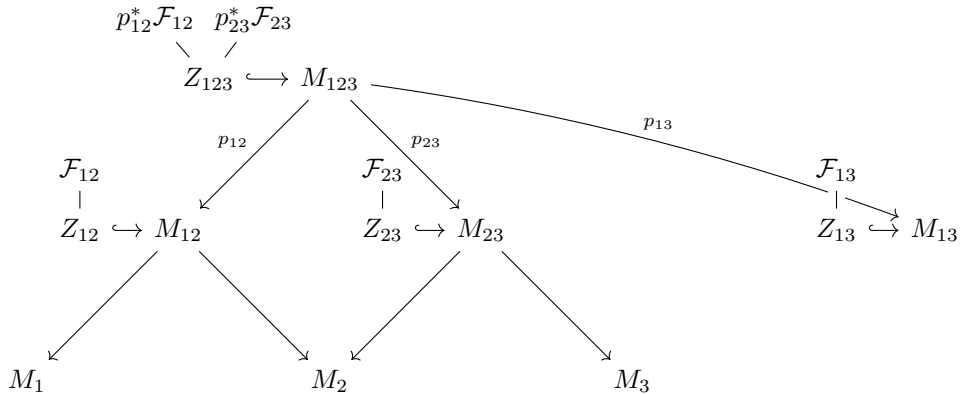 p*₁₂F₁₂ p*₂₃F₂₃
Z₁₂₃ M₁₂₃
p₁₃
p₁₂ p₂₃
F₁₂ F₂₃ F₁₃
Z₁₂ M₁₂ Z₂₃ M₂₃ Z₁₃ M₁₃
M₁ M₂ M₃